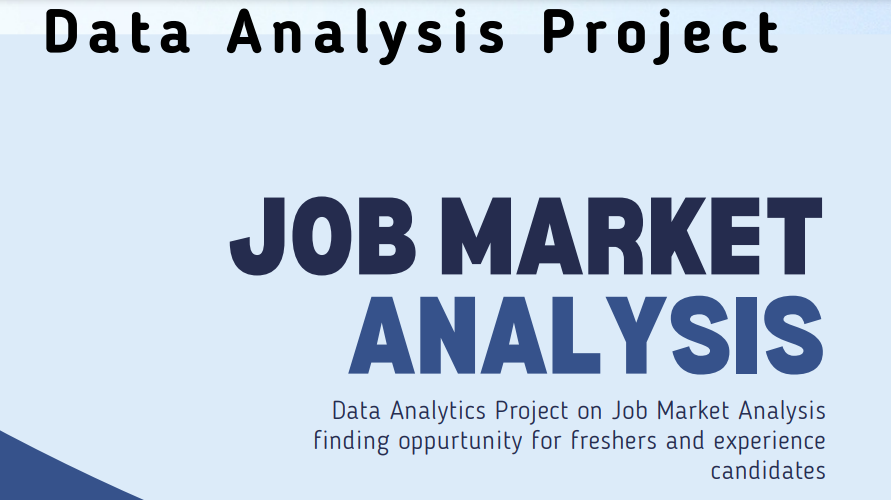 Data Analysis Project
JOB MARKET
ANALYSIS
Data Analytics Project on Job Market Analysis
finding oppurtunity for freshers and experience
candidates